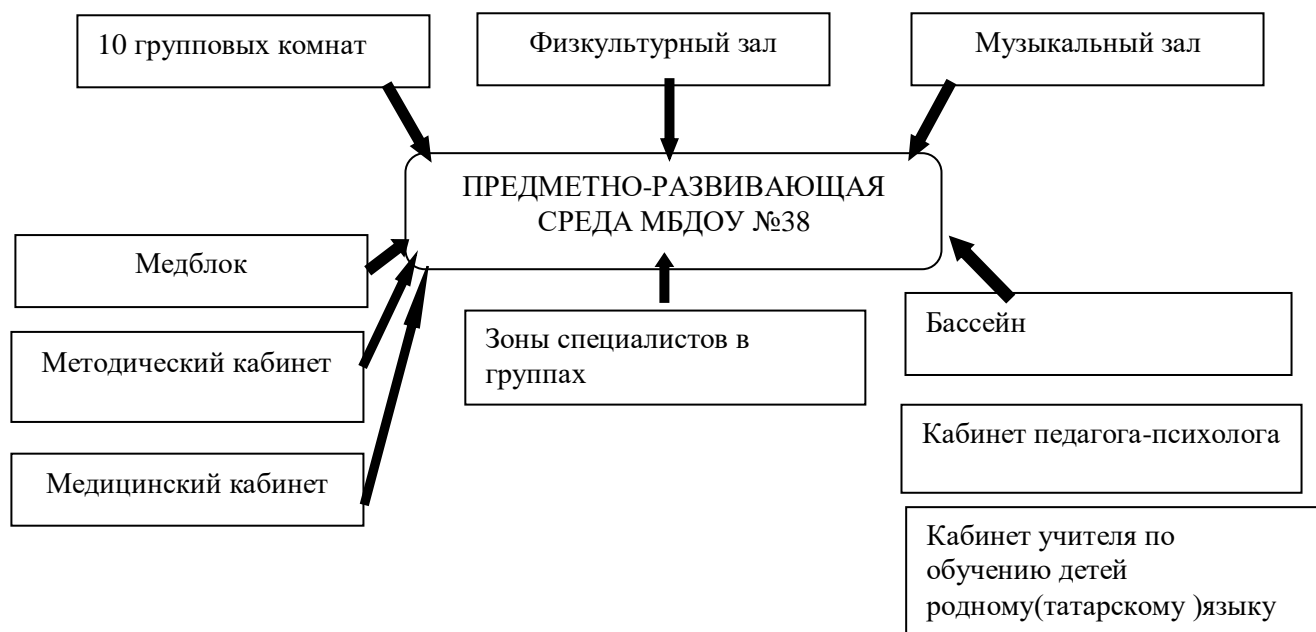 10 групповых комнат
Физкультурный зал
Музыкальный зал
ПРЕДМЕТНО-РАЗВИВАЮЩАЯ
СРЕДА МБДОУ №38
Медблок
Методический кабинет
Медицинский кабинет
Зоны специалистов в
группах
Бассейн
Кабинет педагога-психолога
Кабинет учителя по
обучению детей
родному(татарскому )языку